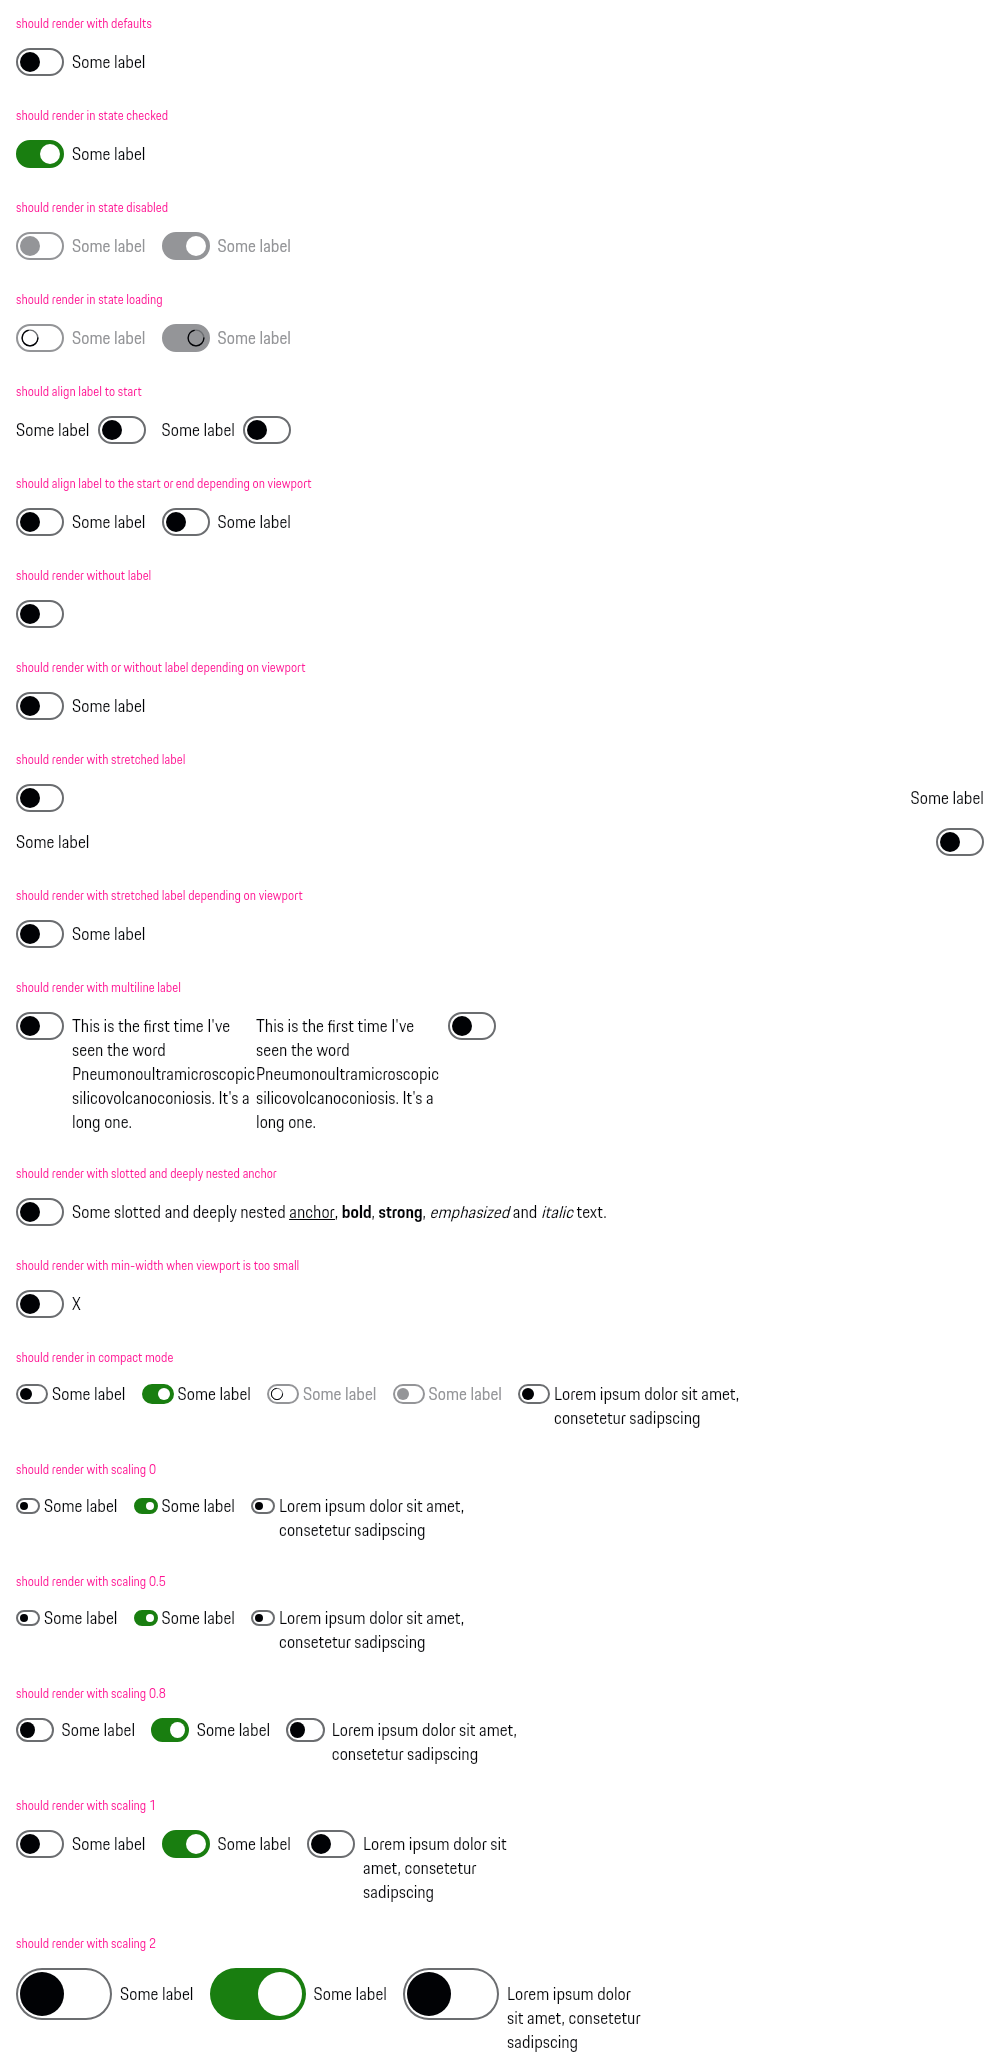 should render with defaults
Some label
should render in state checked
Some label
should render in state disabled
Some label Some label
should render in state loading
Some label Some label
should align label to start
Some label Some label
should align label to the start or end depending on viewport
Some label Some label
should render without label
should render with or without label depending on viewport
Some label
should render with stretched label
Some label
Some label
should render with stretched label depending on viewport
Some label
should render with multiline label
This is the first time I've
seen the word
Pneumonoultramicroscopic
silicovolcanoconiosis. It's a
long one.
This is the first time I've
seen the word
Pneumonoultramicroscopic
silicovolcanoconiosis. It's a
long one.
should render with slotted and deeply nested anchor
Some slotted and deeply nested anchor, bold, strong, emphasized and italic text.
should render with min-width when viewport is too small
X
should render in compact mode
Some label Some label Some label Some label Lorem ipsum dolor sit amet,
consetetur sadipscing
should render with scaling 0
Some label Some label Lorem ipsum dolor sit amet,
consetetur sadipscing
should render with scaling 0.5
Some label Some label Lorem ipsum dolor sit amet,
consetetur sadipscing
should render with scaling 0.8
Some label Some label Lorem ipsum dolor sit amet,
consetetur sadipscing
should render with scaling 1
Some label Some label Lorem ipsum dolor sit
amet, consetetur
sadipscing
should render with scaling 2
Some label Some label Lorem ipsum dolor
sit amet, consetetur
sadipscing